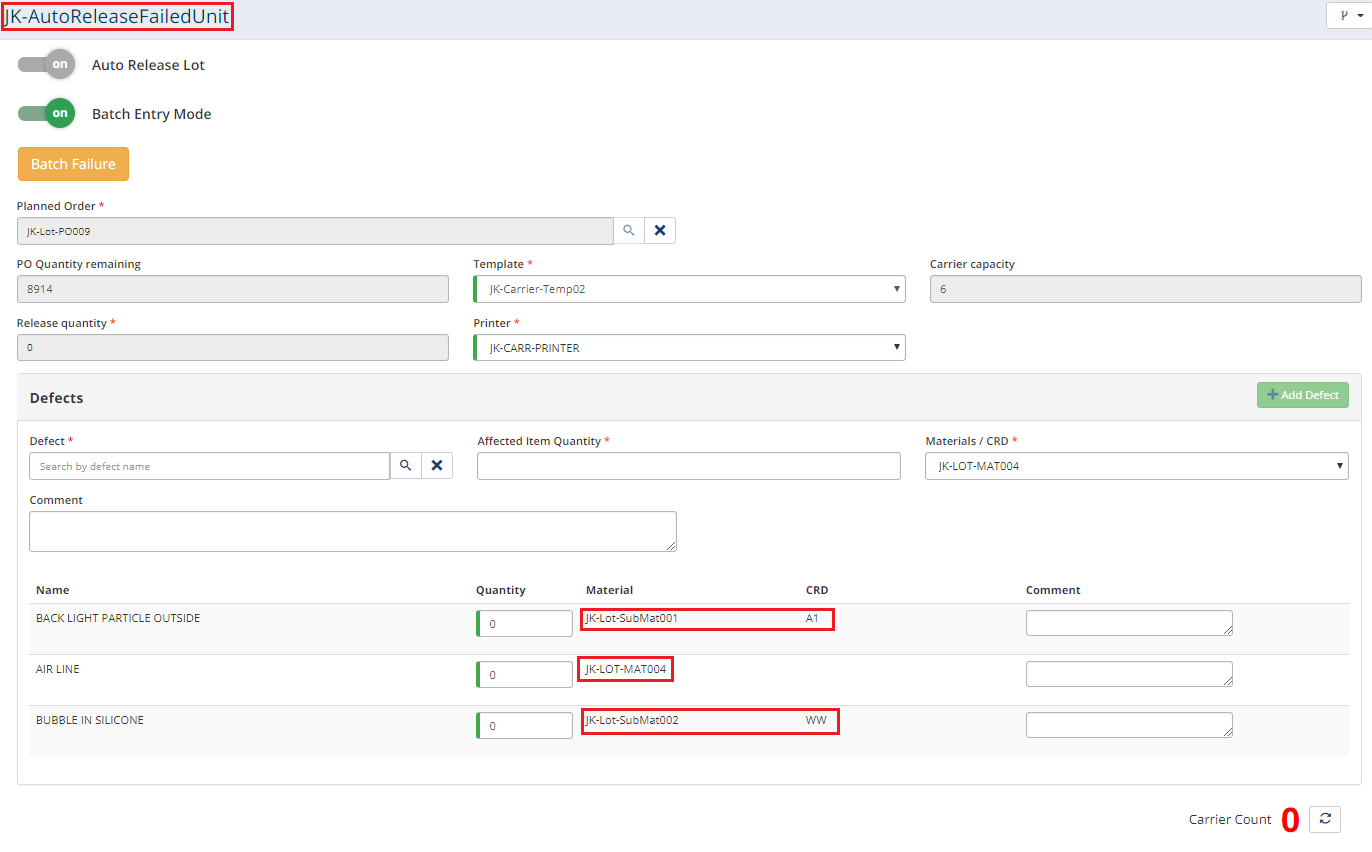 JK-AutoReleaseFailedUnit
on Auto Release Lot
on Batch Entry Mode
Batch Failure
Planned Order *
JK-Lot-PO009
PO Quantity remaining Template * Carrier capacity
8914 JK-Carrier-Temp02 6
Release quantity * Printer *
0 JK-CARR-PRINTER
Defects Add Defect
Defect * Affected Item Quantity * Materials / CRD *
Search by defect name JK-LOT-MAT004
Comment
Name Quantity Material CRD Comment
BACK LIGHT PARTICLE OUTSIDE 0 JK-Lot-SubMat001 A1
AIR LINE 0 JK-LOT-MAT004
BUBBLE IN SILICONE 0 JK-Lot-SubMat002 WW
Carrier Count 0